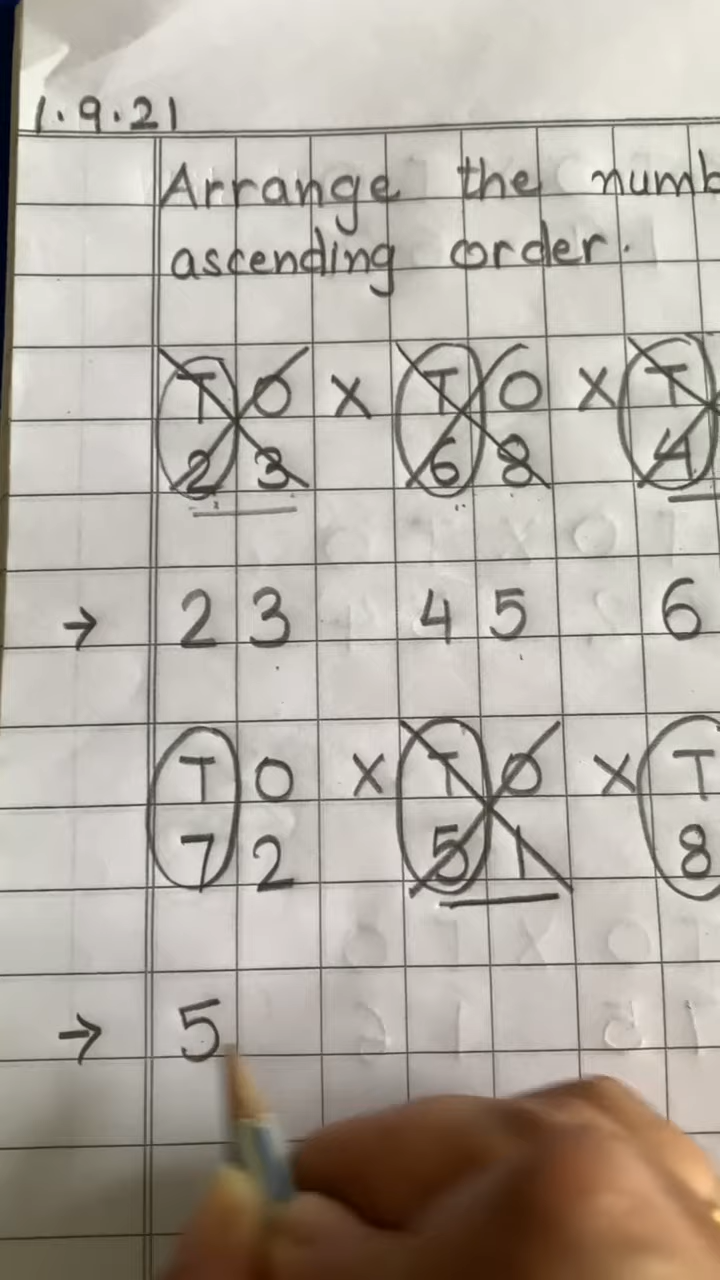 1.9.21
Arrange the numb
ascending order.
T O X T O X T
2 3 6 8 4
→ 2 3 4 5 6
T O X T O X T
7 2 5 1 8
→ 5